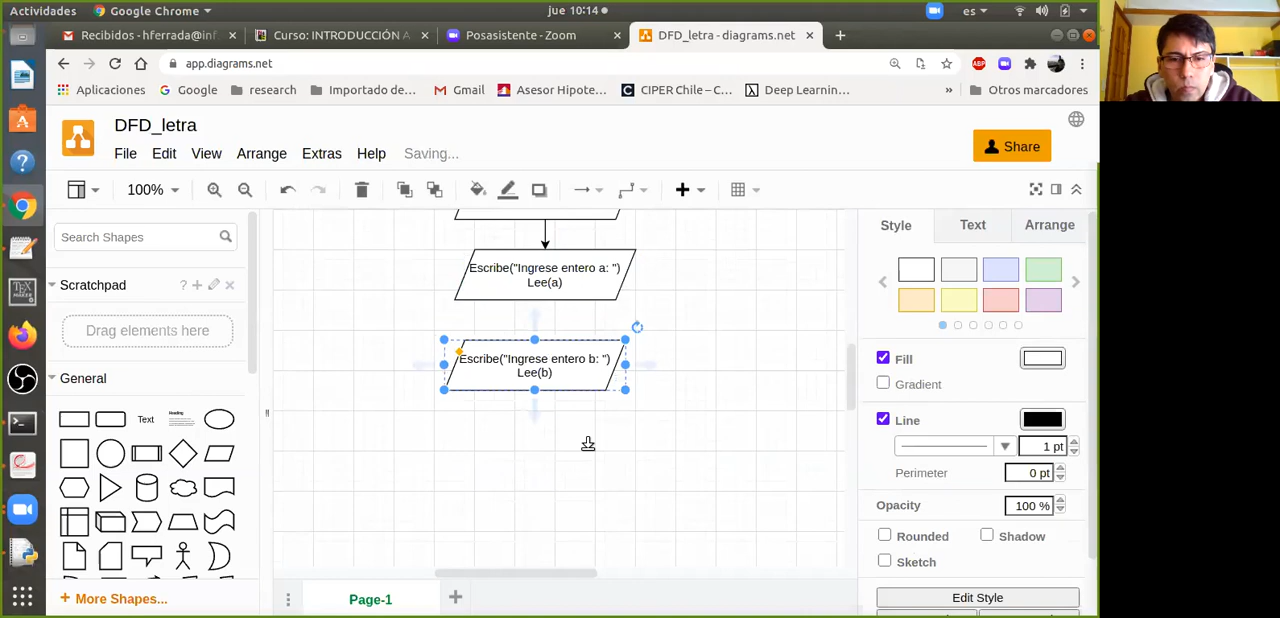 Actividades
Google Chrome
jue 10:14
es
Recibidos - hferrada@inf
Curso: INTRODUCCIÓN A
Posasistente - Zoom
DFD_letra - diagrams.net
app.diagrams.net
ABP
Aplicaciones
Google
research
Importado de…
Gmail
Asesor Hipote…
CIPER Chile – C…
Deep Learnin…
»
Otros marcadores
DFD_letra
File
Edit
View
Arrange
Extras
Help
Saving...
Share
100%
Search Shapes
Scratchpad
Drag elements here
General
Text
Heading
+ More Shapes...
Escribe("Ingrese entero a: ")
Lee(a)
Escribe("Ingrese entero b: ")
Lee(b)
Page-1
Style
Text
Arrange
Fill
Gradient
Line
1 pt
Perimeter
0 pt
Opacity
100 %
Rounded
Shadow
Sketch
Edit Style